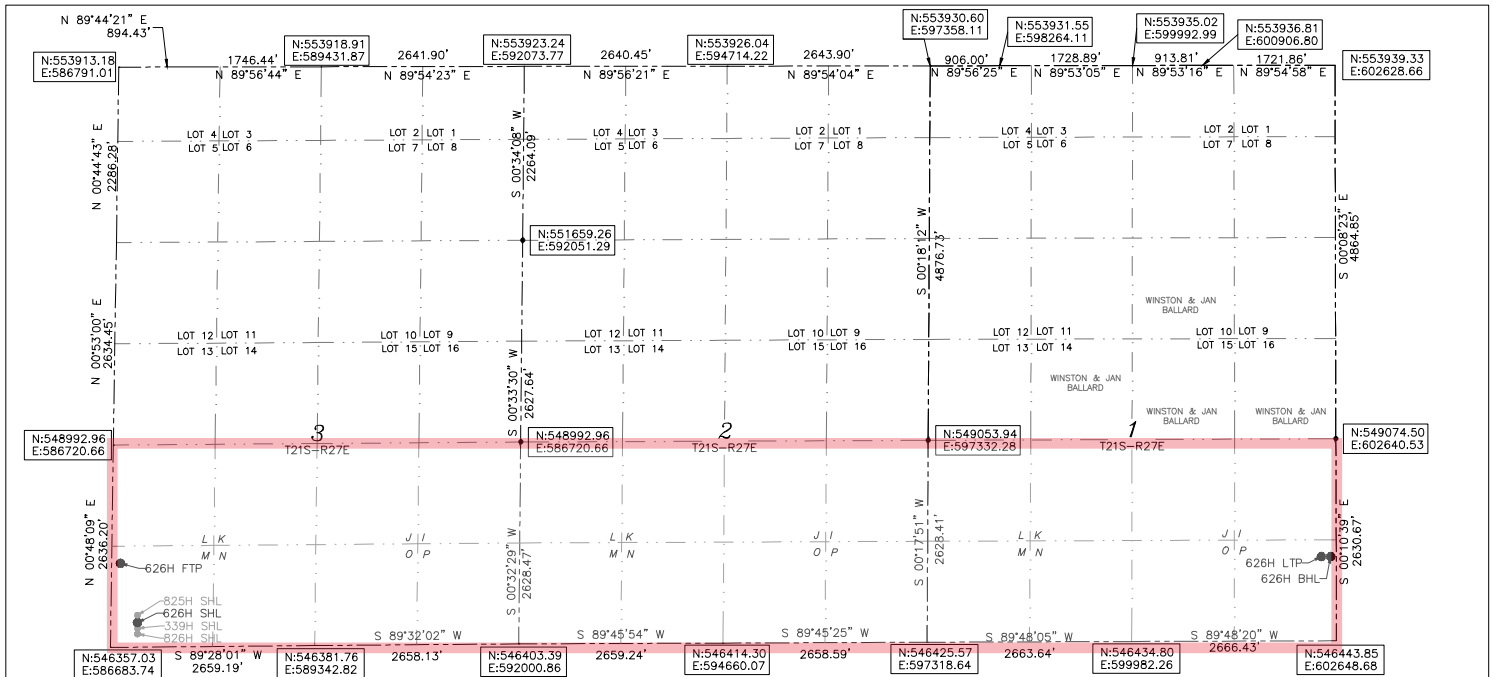 N 89°44'21" E
894.43'
N:553913.18
E:586791.01
1746.44'
N 89°56'44" E
N:553918.91
E:589431.87
2641.90'
N 89°54'23" E
N:553923.24
E:592073.77
2640.45'
N 89°56'21" E
N:553926.04
E:594714.22
2643.90'
N 89°54'04" E
N:553930.60
E:597358.11
906.00'
N 89°56'25" E
N:553931.55
E:598264.11
1728.89'
N 89°53'05" E
N:553935.02
E:599992.99
913.81'
N 89°53'16" E
N:553936.81
E:600906.80
1721.86'
N 89°54'58" E
N:553939.33
E:602628.66
N 00°44'43" E
2286.28'
LOT 4 LOT 3
LOT 5 LOT 6
LOT 2 LOT 1
LOT 7 LOT 8
S 00°34'08" W
2264.09'
LOT 4 LOT 3
LOT 5 LOT 6
LOT 2 LOT 1
LOT 7 LOT 8
LOT 4 LOT 3
LOT 5 LOT 6
LOT 2 LOT 1
LOT 7 LOT 8
N:551659.26
E:592051.29
S 00°18'12" W
4876.73'
S 00°08'23" E
4864.85'
WINSTON & JAN
BALLARD
N 00°53'00" E
2634.45'
LOT 12 LOT 11
LOT 13 LOT 14
LOT 10 LOT 9
LOT 15 LOT 16
S 00°33'30" W
2627.64'
LOT 12 LOT 11
LOT 13 LOT 14
LOT 10 LOT 9
LOT 15 LOT 16
LOT 12 LOT 11
LOT 13 LOT 14
LOT 10 LOT 9
LOT 15 LOT 16
WINSTON & JAN
BALLARD
WINSTON & JAN
BALLARD
WINSTON & JAN
BALLARD
N:548992.96
E:586720.66
3
T21S-R27E
N:548992.96
E:586720.66
2
T21S-R27E
N:549053.94
E:597332.28
1
T21S-R27E
N:549074.50
E:602640.53
N 00°48'09" E
2636.20'
L K
M N
J I
O P
S 00°32'29" W
2628.47'
L K
M N
J I
O P
S 00°17'51" W
2628.41'
L K
M N
J I
O P
S 00°10'39" E
2630.67'
626H FTP
626H LTP
626H BHL
825H SHL
626H SHL
339H SHL
826H SHL
N:546357.03
E:586683.74
S 89°28'01" W
2659.19'
N:546381.76
E:589342.82
S 89°32'02" W
2658.13'
N:546403.39
E:592000.86
S 89°45'54" W
2659.24'
N:546414.30
E:594660.07
S 89°45'25" W
2658.59'
N:546425.57
E:597318.64
S 89°48'05" W
2663.64'
N:546434.80
E:599982.26
S 89°48'20" W
2666.43'
N:546443.85
E:602648.68